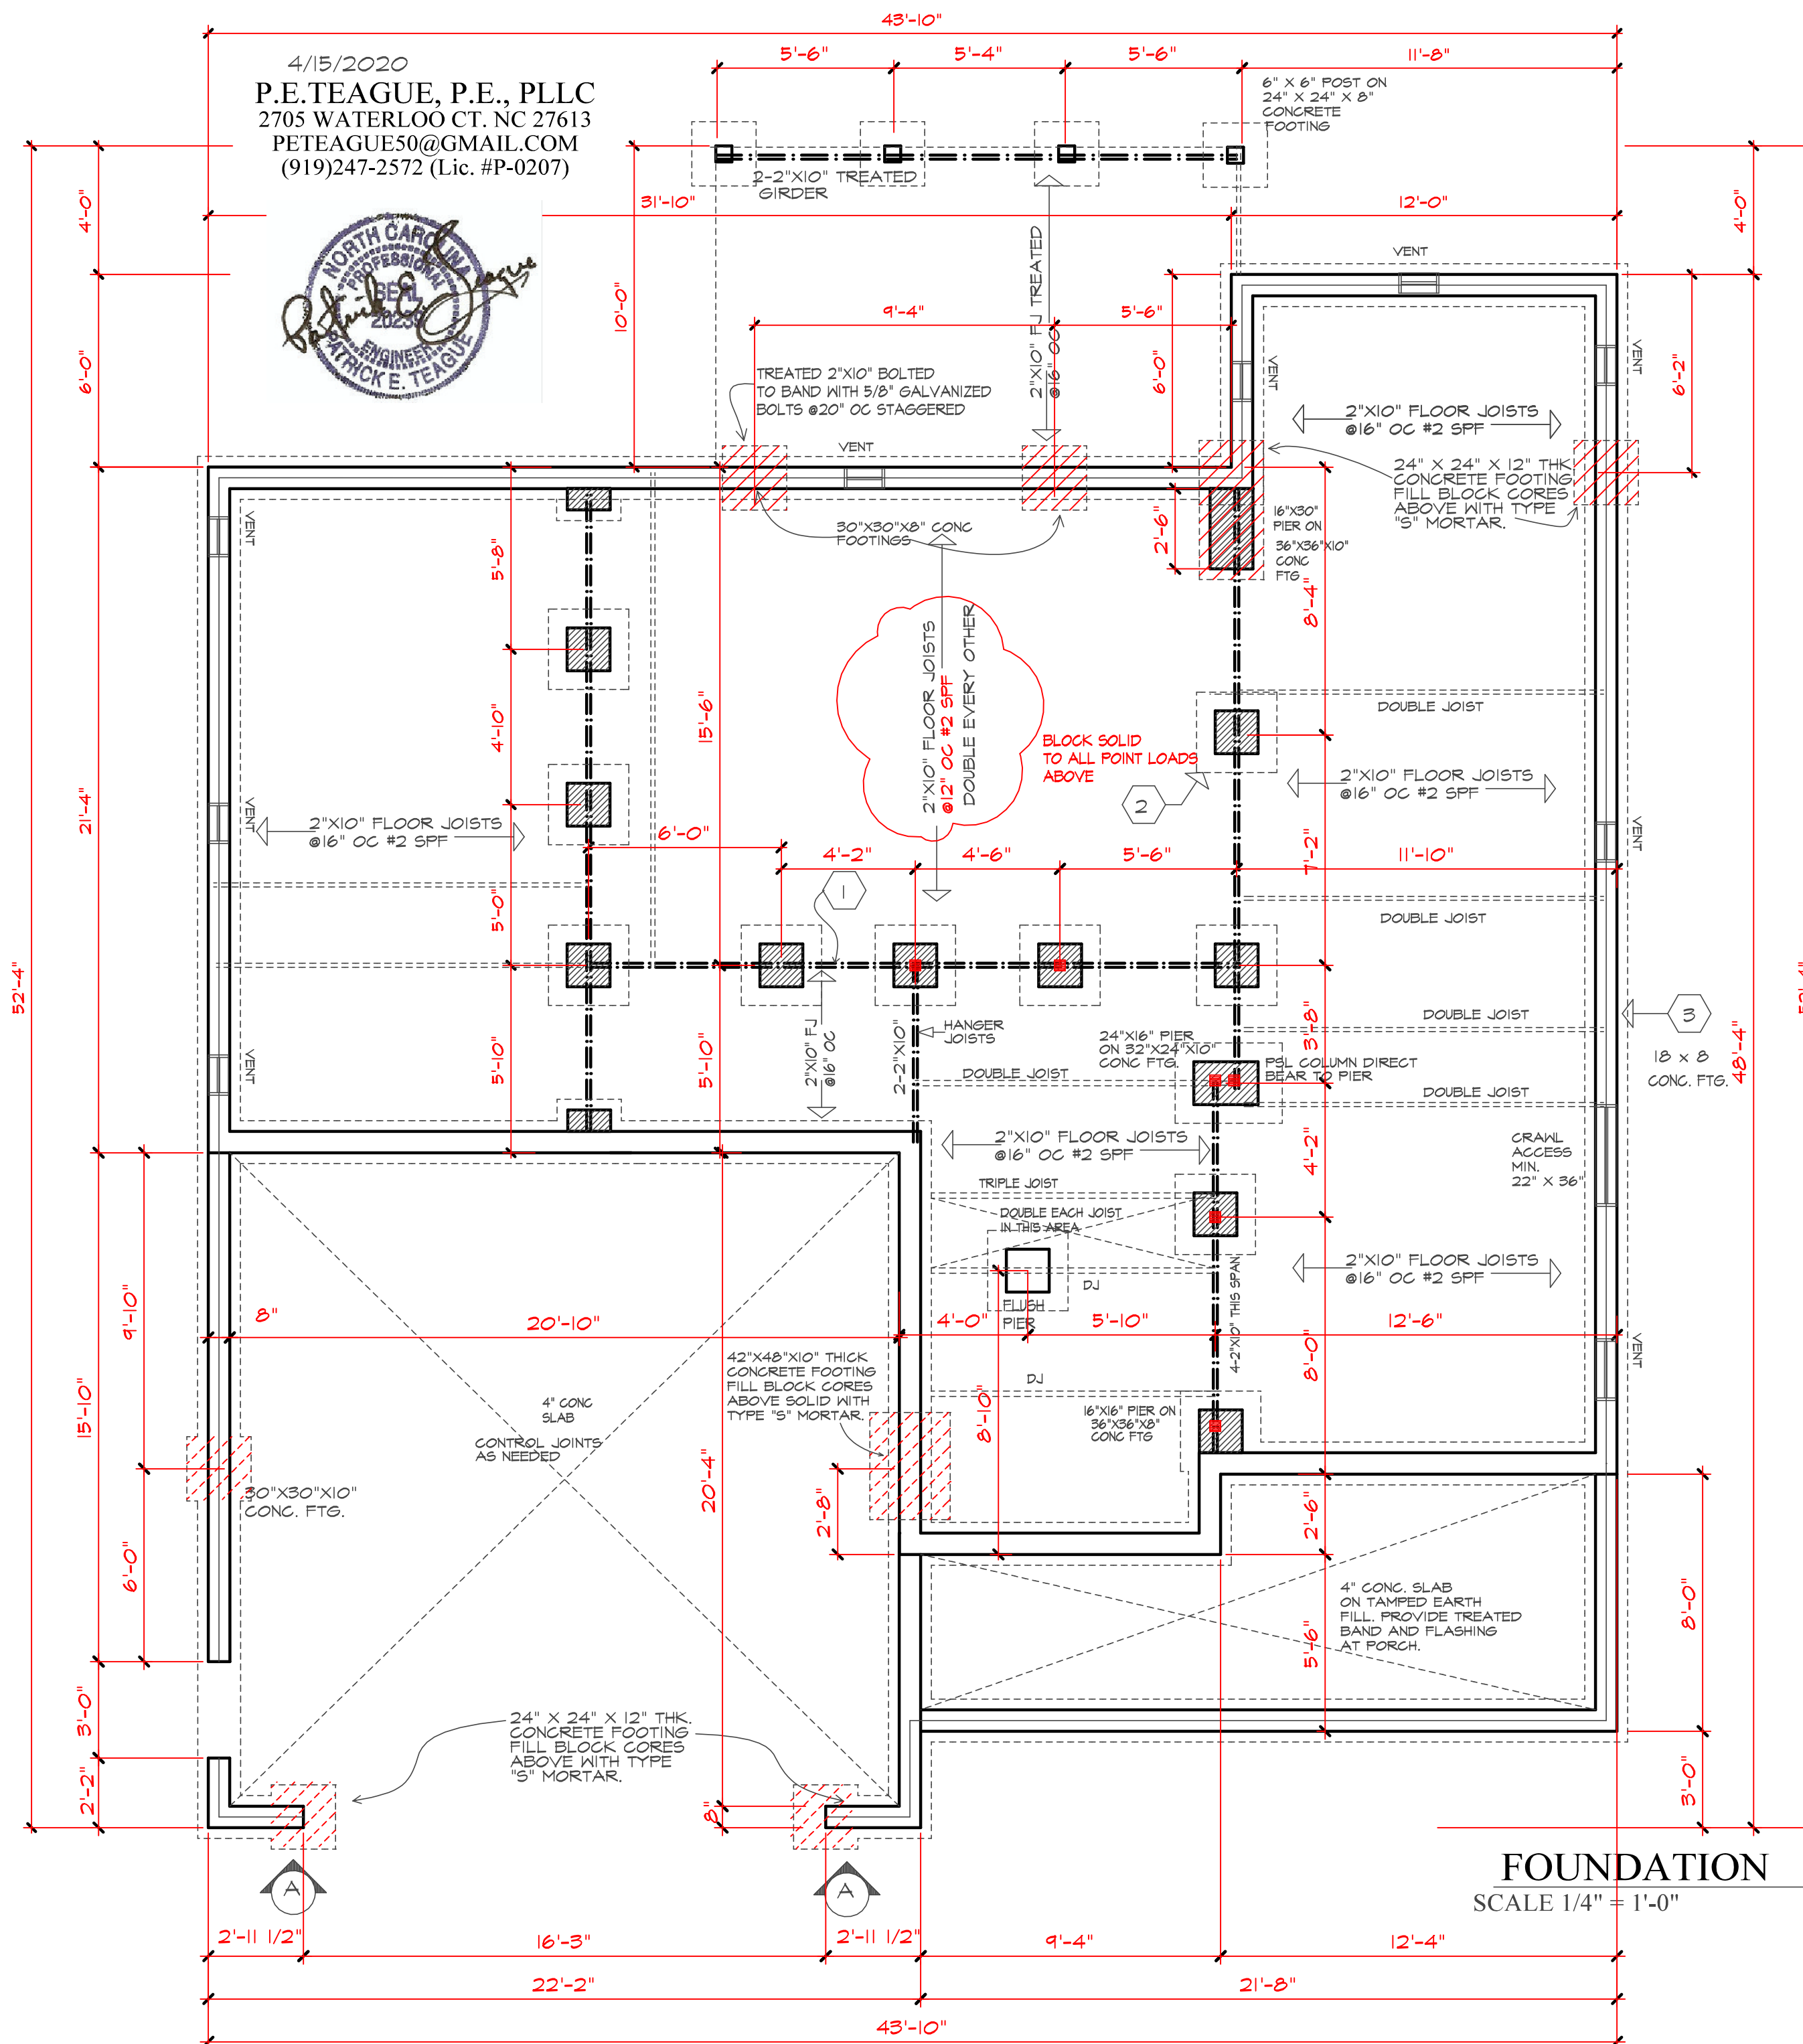 43'-10"
5'-6"
5'-4"
5'-6"
11'-8"
4/15/2020
P.E.TEAGUE, P.E., PLLC
2705 WATERLOO CT. NC 27613
PETEAGUE50@GMAIL.COM
(919)247-2572 (Lic. #P-0207)
6" X 6" POST ON
24" X 24" X 8"
CONCRETE
FOOTING
2-2"X10" TREATED
GIRDER
31'-10"
12'-0"
4'-0"
4'-0"
NORTH CAROLINA
PROFESSIONAL
SEAL
ENGINEER
PATRICK E. TEAGUE
10'-0"
6'-0"
VENT
9'-4"
5'-6"
2"X10" FJ TREATED
@16" OC
6'-0"
VENT
VENT
6'-2"
TREATED 2"X10" BOLTED
TO BAND WITH 5/8" GALVANIZED
BOLTS @20" OC STAGGERED
2"X10" FLOOR JOISTS
@16" OC #2 SPF
VENT
24" X 24" X 12" THK
CONCRETE FOOTING
FILL BLOCK CORES
ABOVE WITH TYPE
"S" MORTAR.
VENT
30"X30"X8" CONC
FOOTINGS
2'-6"
16"X30"
PIER ON
36"X36"X10"
CONC
FTG
5'-8"
8'-4"
2"X10" FLOOR JOISTS
@12" OC #2 SPF
DOUBLE EVERY OTHER
4'-10"
15'-6"
BLOCK SOLID
TO ALL POINT LOADS
ABOVE
DOUBLE JOIST
2"X10" FLOOR JOISTS
@16" OC #2 SPF
2
21'-4"
VENT
2"X10" FLOOR JOISTS
@16" OC #2 SPF
6'-0"
4'-2"
4'-6"
5'-6"
7'-2"
11'-10"
VENT
1
5'-0"
DOUBLE JOIST
52'-4"
52'-4"
5'-10"
5'-10"
2"X10" FJ
@16" OC
2-2"X10"
HANGER
JOISTS
DOUBLE JOIST
24"X16" PIER
ON 32"X24"X10"
CONC FTG.
3'-8"
PSL COLUMN DIRECT
BEAR TO PIER
DOUBLE JOIST
DOUBLE JOIST
3
18 x 8
CONC. FTG.
48'-4"
VENT
2"X10" FLOOR JOISTS
@16" OC #2 SPF
4'-2"
CRAWL
ACCESS
MIN.
22" X 36"
TRIPLE JOIST
DOUBLE EACH JOIST
IN THIS AREA
DJ
FLUSH
PIER
4-2"X10" THIS SPAN
2"X10" FLOOR JOISTS
@16" OC #2 SPF
9'-10"
8"
20'-10"
4'-0"
5'-10"
8'-0"
12'-6"
VENT
42"X48"X10" THICK
CONCRETE FOOTING
FILL BLOCK CORES
ABOVE SOLID WITH
TYPE "S" MORTAR.
DJ
8'-10"
16"X16" PIER ON
36"X36"X8"
CONC FTG
15'-10"
4" CONC
SLAB
CONTROL JOINTS
AS NEEDED
30"X30"X10"
CONC. FTG.
20'-4"
2'-8"
2'-6"
6'-0"
4" CONC. SLAB
ON TAMPED EARTH
FILL. PROVIDE TREATED
BAND AND FLASHING
AT PORCH.
5'-6"
8'-0"
3'-0"
24" X 24" X 12" THK.
CONCRETE FOOTING
FILL BLOCK CORES
ABOVE WITH TYPE
"S" MORTAR.
2'-2"
8"
3'-0"
A
A
FOUNDATION
SCALE 1/4" = 1'-0"
2'-11 1/2"
16'-3"
2'-11 1/2"
9'-4"
12'-4"
22'-2"
21'-8"
43'-10"